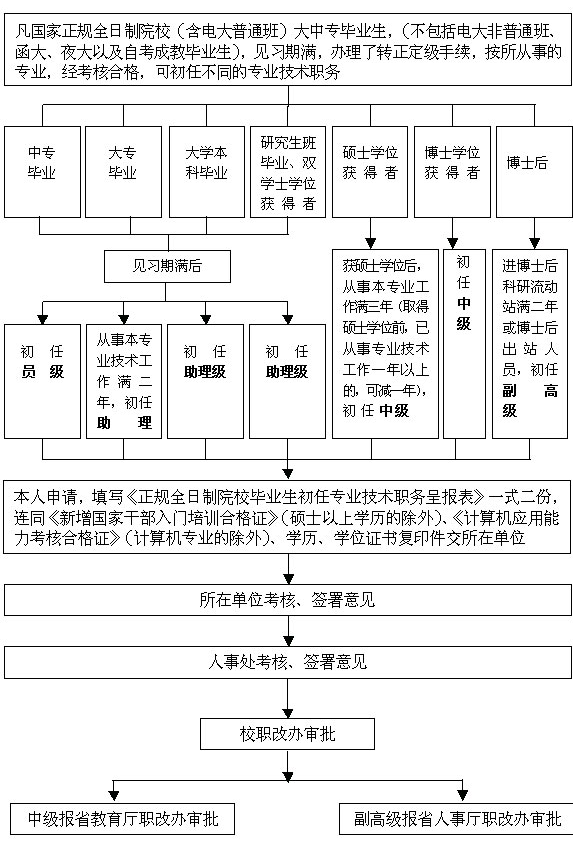 凡国家正规全日制院校（含电大普通班）大中专毕业生，（不包括电大非普通班、
函大、夜大以及自考成教毕业生），见习期满，办理了转正定级手续，按所从事的
专业，经考核合格，可初任不同的专业技术职务
中专
毕业
大专
毕业
大学本
科毕业
研究生班
毕业、双
学士学位
获得者
硕士学位
获得者
博士学位
获得者
博士后
见习期满后
初任
员级
从事本专
业技术工
作满二
年，初任
助理
初任
助理级
初任
助理级
获硕士学位后，
从事本专业工
作满三年（取得
硕士学位前，已
从事专业技术
工作一年以上
的，可减一年），
初任中级
初
任
中
级
进博士后
科研流动
站满二年
或博士后
出站人
员，初任
副高
级
本人申请，填写《正规全日制院校毕业生初任专业技术职务呈报表》一式二份，
连同《新增国家干部入门培训合格证》（硕士以上学历的除外）、《计算机应用能
力考核合格证》（计算机专业的除外）、学历、学位证书复印件交所在单位
所在单位考核、签署意见
人事处考核、签署意见
校职改办审批
中级报省教育厅职改办审批
副高级报省人事厅职改办审批